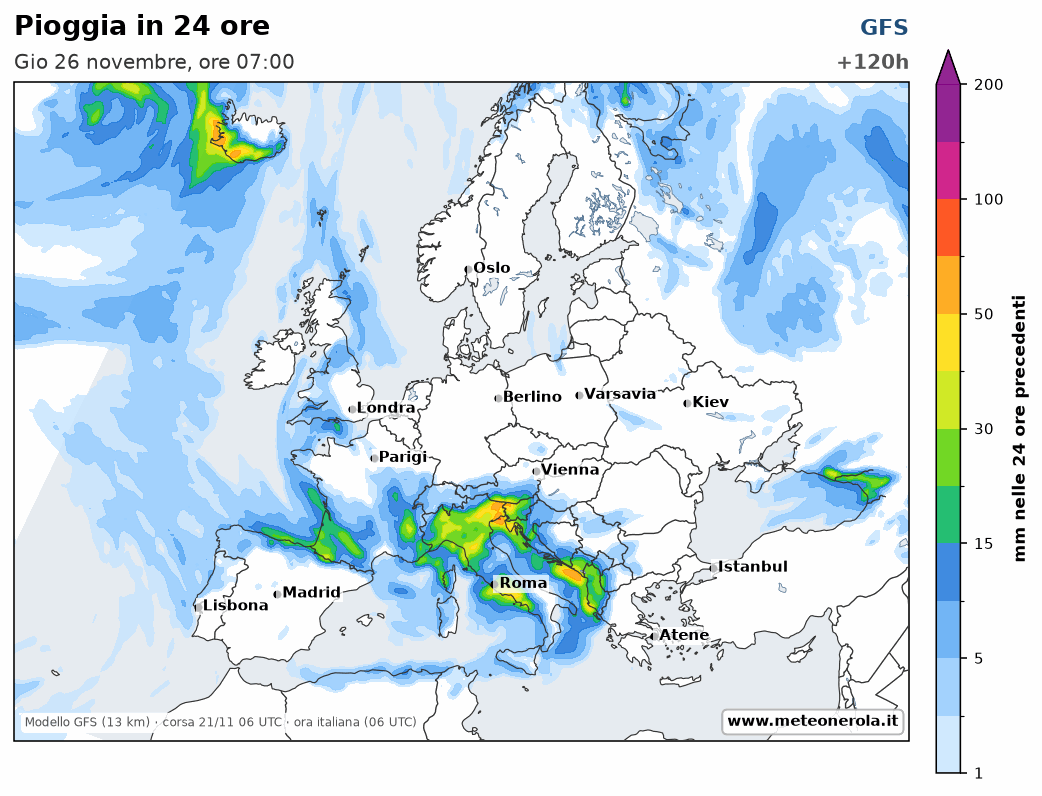 Pioggia in 24 ore
GFS
Gio 26 novembre, ore 07:00
+120h
200
100
50
30
15
5
1
mm nelle 24 ore precedenti
Oslo
Berlino
Varsavia
Kiev
Londra
Parigi
Vienna
Istanbul
Roma
Madrid
Lisbona
Atene
Modello GFS (13 km) · corsa 21/11 06 UTC · ora italiana (06 UTC)
www.meteonerola.it